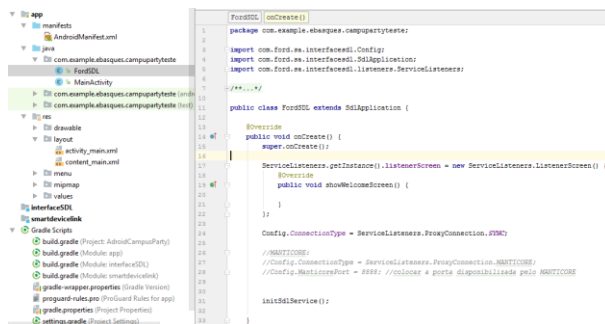 app
manifests
AndroidManifest.xml
java
com.example.ebasques.campupartyteste
FordSDL
MainActivity
com.example.ebasques.campupartyteste (andr
com.example.ebasques.campupartyteste (test)
res
drawable
layout
activity_main.xml
content_main.xml
menu
mipmap
values
interfaceSDL
smartdevicelink
Gradle Scripts
build.gradle (Project: AdroidCampusParty)
build.gradle (Module: app)
build.gradle (Module: interfaceSDL)
build.gradle (Module: smartdevicelink)
gradle-wrapper.properties (Gradle Version)
proguard-rules.pro (ProGuard Rules for app)
gradle.properties (Project Properties)
settings.gradle (Project Settings)
FordSDL onCreate()
1 package com.example.ebasques.campupartyteste;
2
3 import com.ford.sa.interfacesdl.Config;
4 import com.ford.sa.interfacesdl.SdlApplication;
5 import com.ford.sa.interfacesdl.listeners.ServiceListeners;
6
7 /**...*/
10
11 public class FordSDL extends SdlApplication {
12
13 @Override
14 public void onCreate() {
15 super.onCreate();
16
17 ServiceListeners.getInstance().listenerScreen = new ServiceListeners.ListenerScreen() {
18 @Override
19 public void showWelcomeScreen() {
20
21 }
22 };
23
24 Config.ConnectionType = ServiceListeners.ProxyConnection.SYNC;
25
26 //MANTICORE:
27 //Config.ConnectionType = ServiceListeners.ProxyConnection.MANTICORE;
28 //Config.ManticorePort = 8888; //colocar a porta disponibilizada pelo MANTICORE
29
30
31 initSdlService();
32
33 }